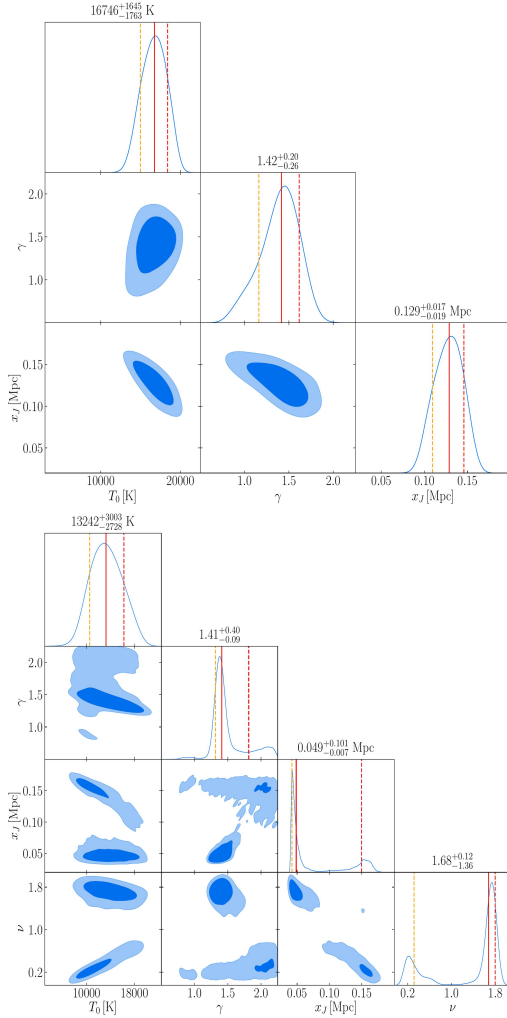 16746^{+1645}_{-1763} K
1.42^{+0.20}_{-0.26}
2.0
1.5
1.0
γ
0.129^{+0.017}_{-0.019} Mpc
0.15
0.10
0.05
x_J [Mpc]
10000 20000
T_0 [K]
1.0 1.5 2.0
γ
0.05 0.10 0.15
x_J [Mpc]
13242^{+3003}_{-2728} K
1.41^{+0.40}_{-0.09}
2.0
1.5
1.0
γ
0.049^{+0.101}_{-0.007} Mpc
0.15
0.10
0.05
x_J [Mpc]
1.68^{+0.12}_{-1.36}
1.8
1.0
0.2
ν
10000 18000
T_0 [K]
1.0 1.5 2.0
γ
0.05 0.10 0.15
x_J [Mpc]
0.2 1.0 1.8
ν